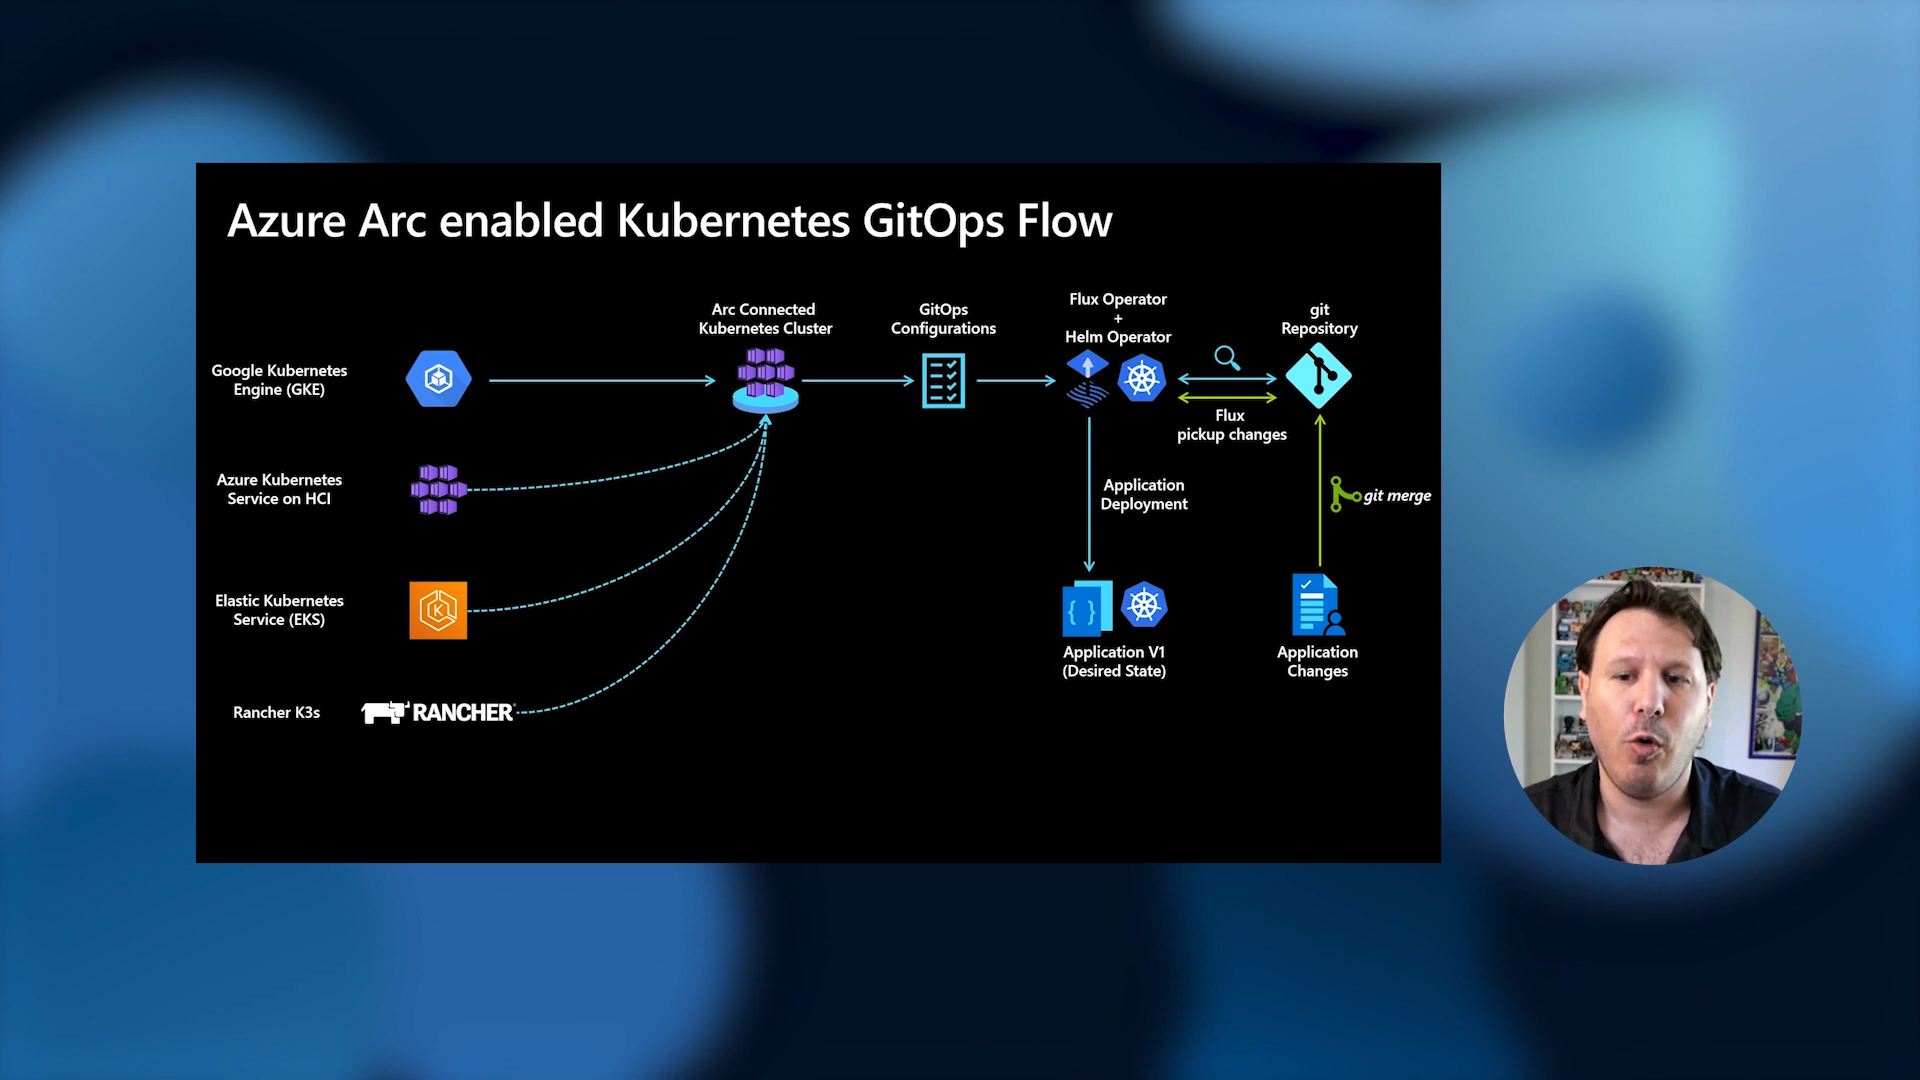 Azure Arc enabled Kubernetes GitOps Flow
Google Kubernetes
Engine (GKE)
Azure Kubernetes
Service on HCI
Elastic Kubernetes
Service (EKS)
Rancher K3s
RANCHER
Arc Connected
Kubernetes Cluster
GitOps
Configurations
Flux Operator
+
Helm Operator
Flux
pickup changes
git
Repository
git merge
Application
Deployment
Application V1
(Desired State)
Application
Changes